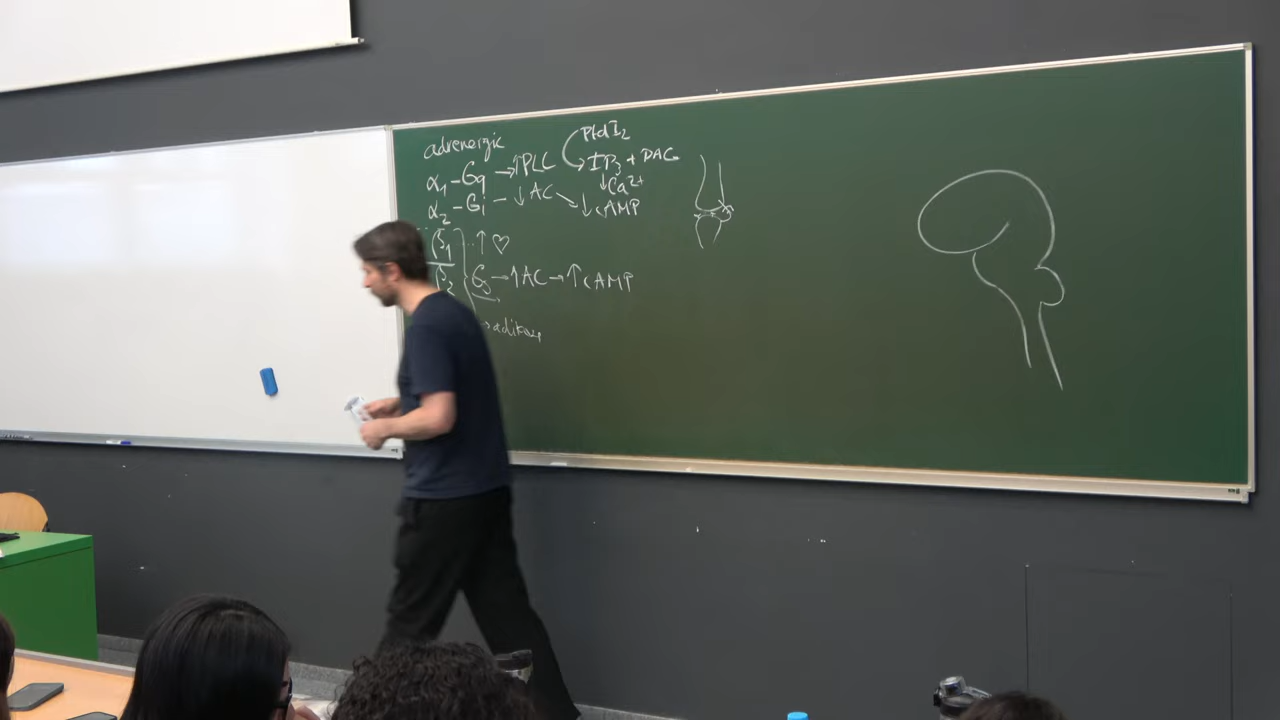 adrenergic
PtdI₂
α₁-Gq → ↑PLC IP₃ + DAG
↓Ca²⁺
α₂-Gi - ↓AC ↓cAMP
β₁ ↑♡
β₂ Gs → ↑AC → ↑cAMP